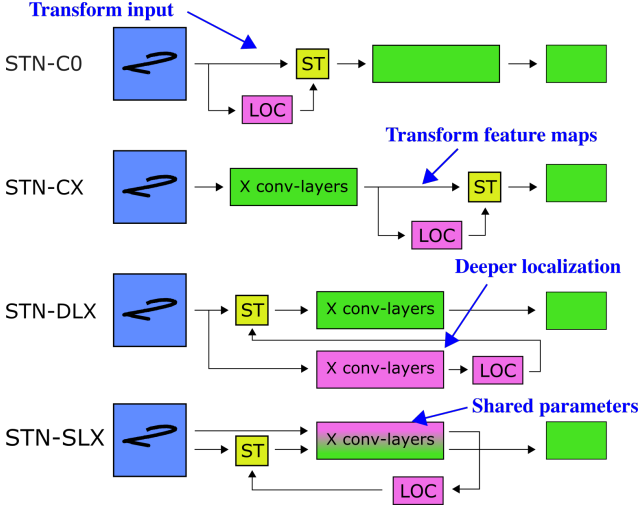 Transform input
STN-C0
ST
LOC
Transform feature maps
STN-CX
X conv-layers
ST
LOC
Deeper localization
STN-DLX
ST
X conv-layers
X conv-layers
LOC
Shared parameters
STN-SLX
ST
X conv-layers
LOC